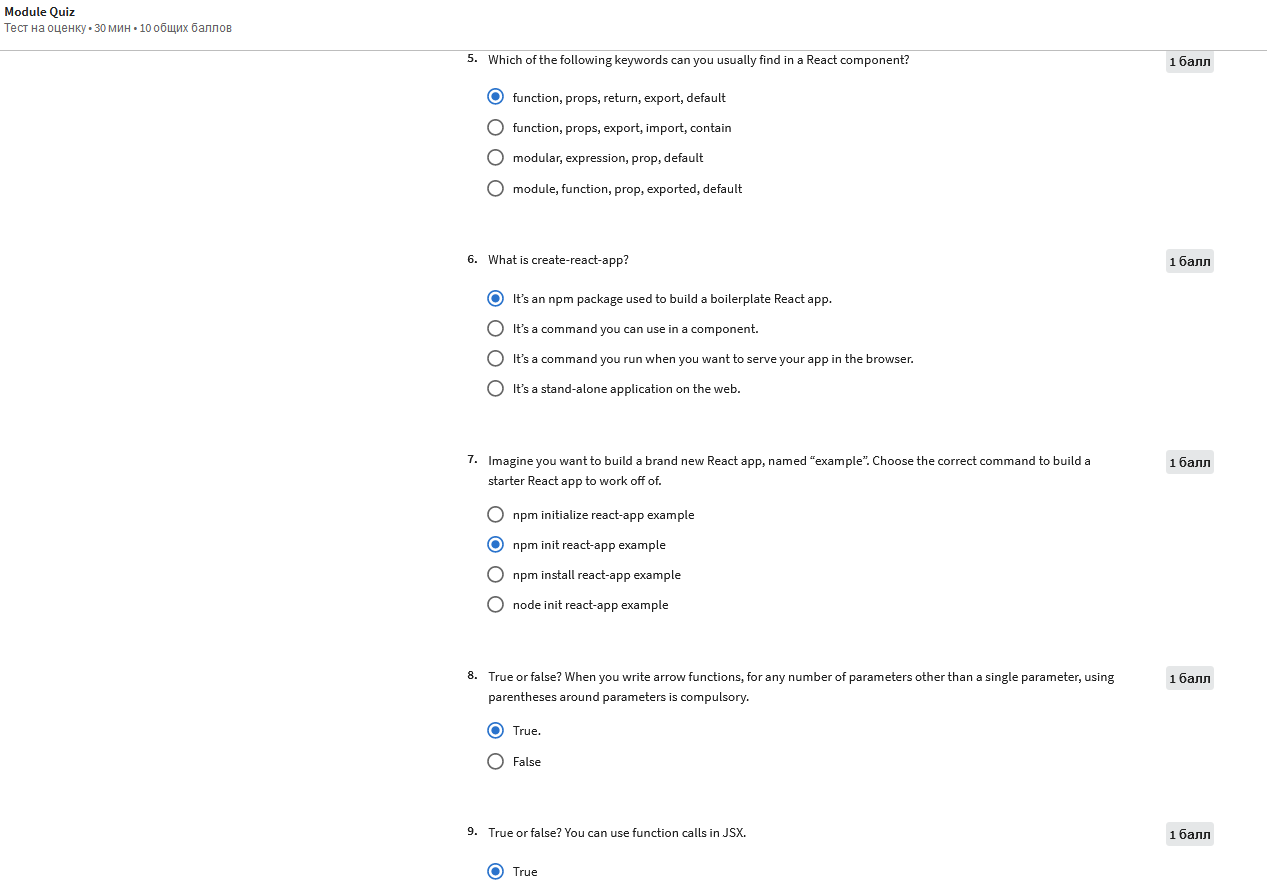 Module Quiz
Тест на оценку • 30 мин • 10 общих баллов
5. Which of the following keywords can you usually find in a React component?
1 балл
function, props, return, export, default
function, props, export, import, contain
modular, expression, prop, default
module, function, prop, exported, default
6. What is create-react-app?
1 балл
It’s an npm package used to build a boilerplate React app.
It’s a command you can use in a component.
It’s a command you run when you want to serve your app in the browser.
It’s a stand-alone application on the web.
7. Imagine you want to build a brand new React app, named “example”. Choose the correct command to build a
1 балл
starter React app to work off of.
npm initialize react-app example
npm init react-app example
npm install react-app example
node init react-app example
8. True or false? When you write arrow functions, for any number of parameters other than a single parameter, using
1 балл
parentheses around parameters is compulsory.
True.
False
9. True or false? You can use function calls in JSX.
1 балл
True